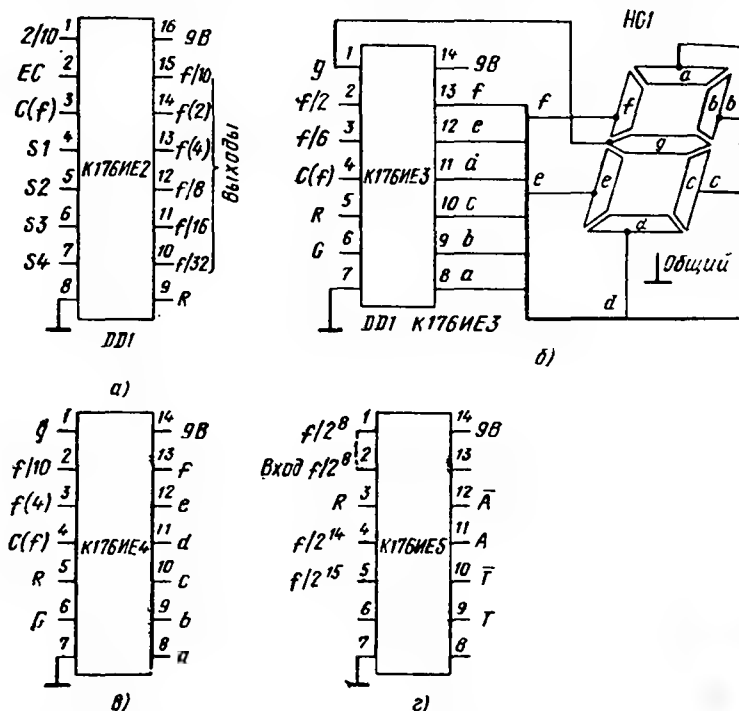 2/10 1 16 9В
ЕС 2 15 f/10
C(f) 3 14 f(2)
S1 4 13 f(4)
К176ИЕ2
S2 5 12 f/8
S3 6 11 f/16
S4 7 10 f/32
8 9 R
Выходы
DD1
а)
g 1 14 9В
f/2 2 13 f
f/6 3 12 e
C(f) 4 11 d
К176ИЕ3
R 5 10 c
G 6 9 b
7 8 a
DD1 К176ИЕ3
HG1
a
f f b b
g
e e c c
d
Общий
d
б)
g 1 14 9В
f/10 2 13 f
f(4) 3 12 e
C(f) 4 11 d
К176ИЕ4
R 5 10 c
G 6 9 b
7 8 a
в)
f/2⁸ 1 14 9В
Вход f/2⁸ 2 13
R 3 12 A̅
f/2¹⁴ 4 11 A
К176ИЕ5
f/2¹⁵ 5 10 T̅
6 9 T
7 8
г)